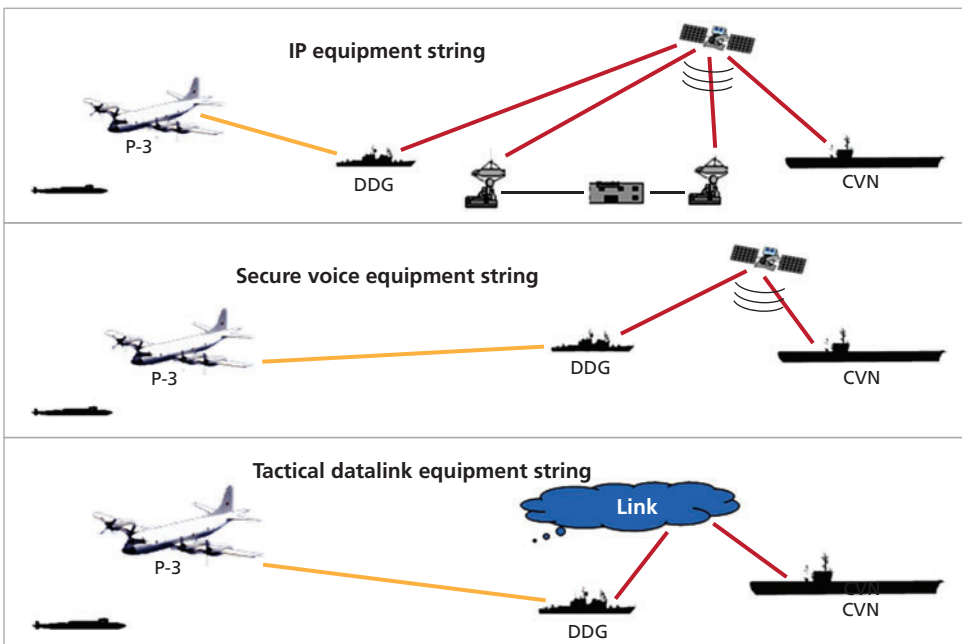 IP equipment string
P-3
DDG
CVN
Secure voice equipment string
P-3
DDG
CVN
Tactical datalink equipment string
Link
P-3
CVN
CVN
DDG